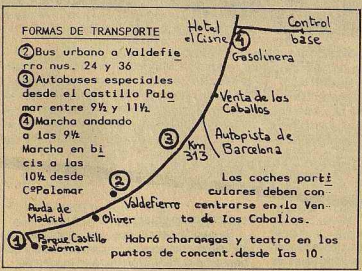 FORMAS DE TRANSPORTE
② Bus urbano a Valdefie
rro nus. 24 y 36
③ Autobuses especiales
desde el Castillo Palo
mar entre 9½ y 11½
④ Marcha andando
a las 9½
Marcha en bi
cis a las
10½ desde
CºPalomar
Hotel
el Cisne
Control
base
④
Gasolinera
Venta de los
Caballos
Autopista de
Barcelona
③
Km
313
②
Valdefierro
Avda de
Madrid
Oliver
①
Parque Castillo
Palomar
Los coches parti
culares deben con-
centrarse en la Ven-
ta de los Caballos.
Habró charangas y teatro en los
puntos de concent. desde las 10.